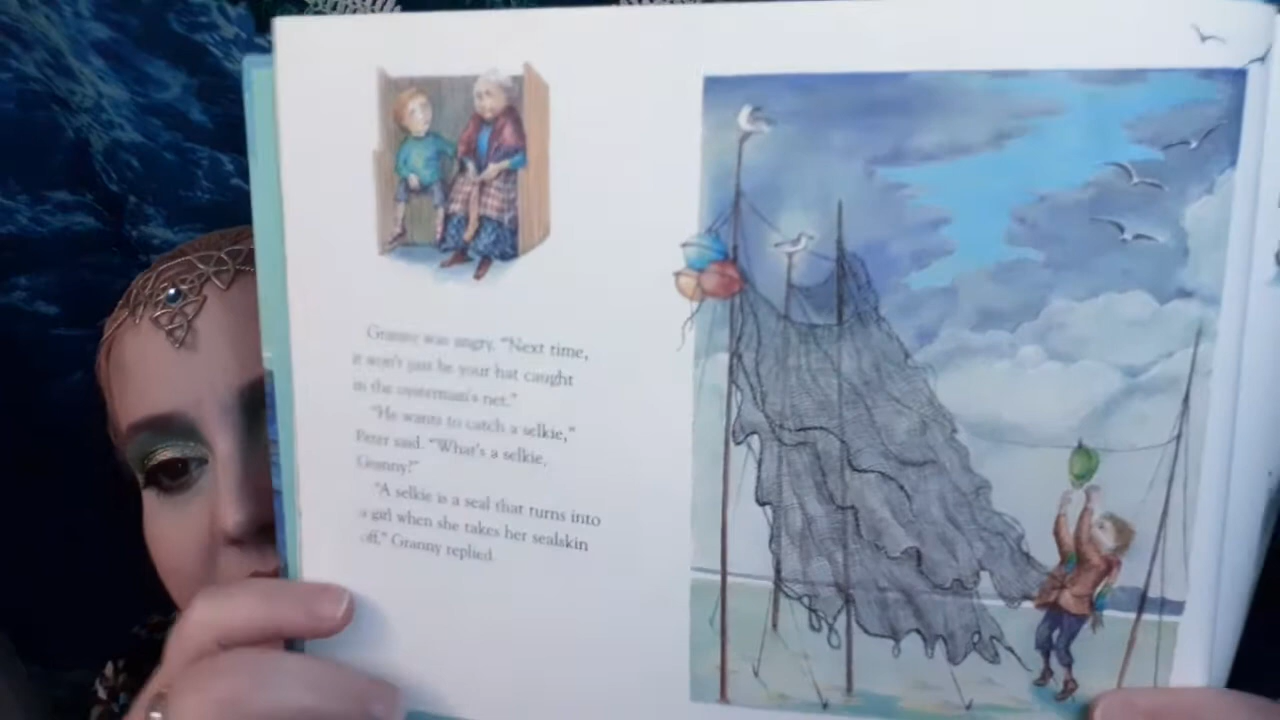 Granny was angry. "Next time,
it won't just be your hat caught
in the oysterman's net."
"He wants to catch a selkie,"
Peter said. "What's a selkie,
Granny?"
"A selkie is a seal that turns into
a girl when she takes her sealskin
off," Granny replied.